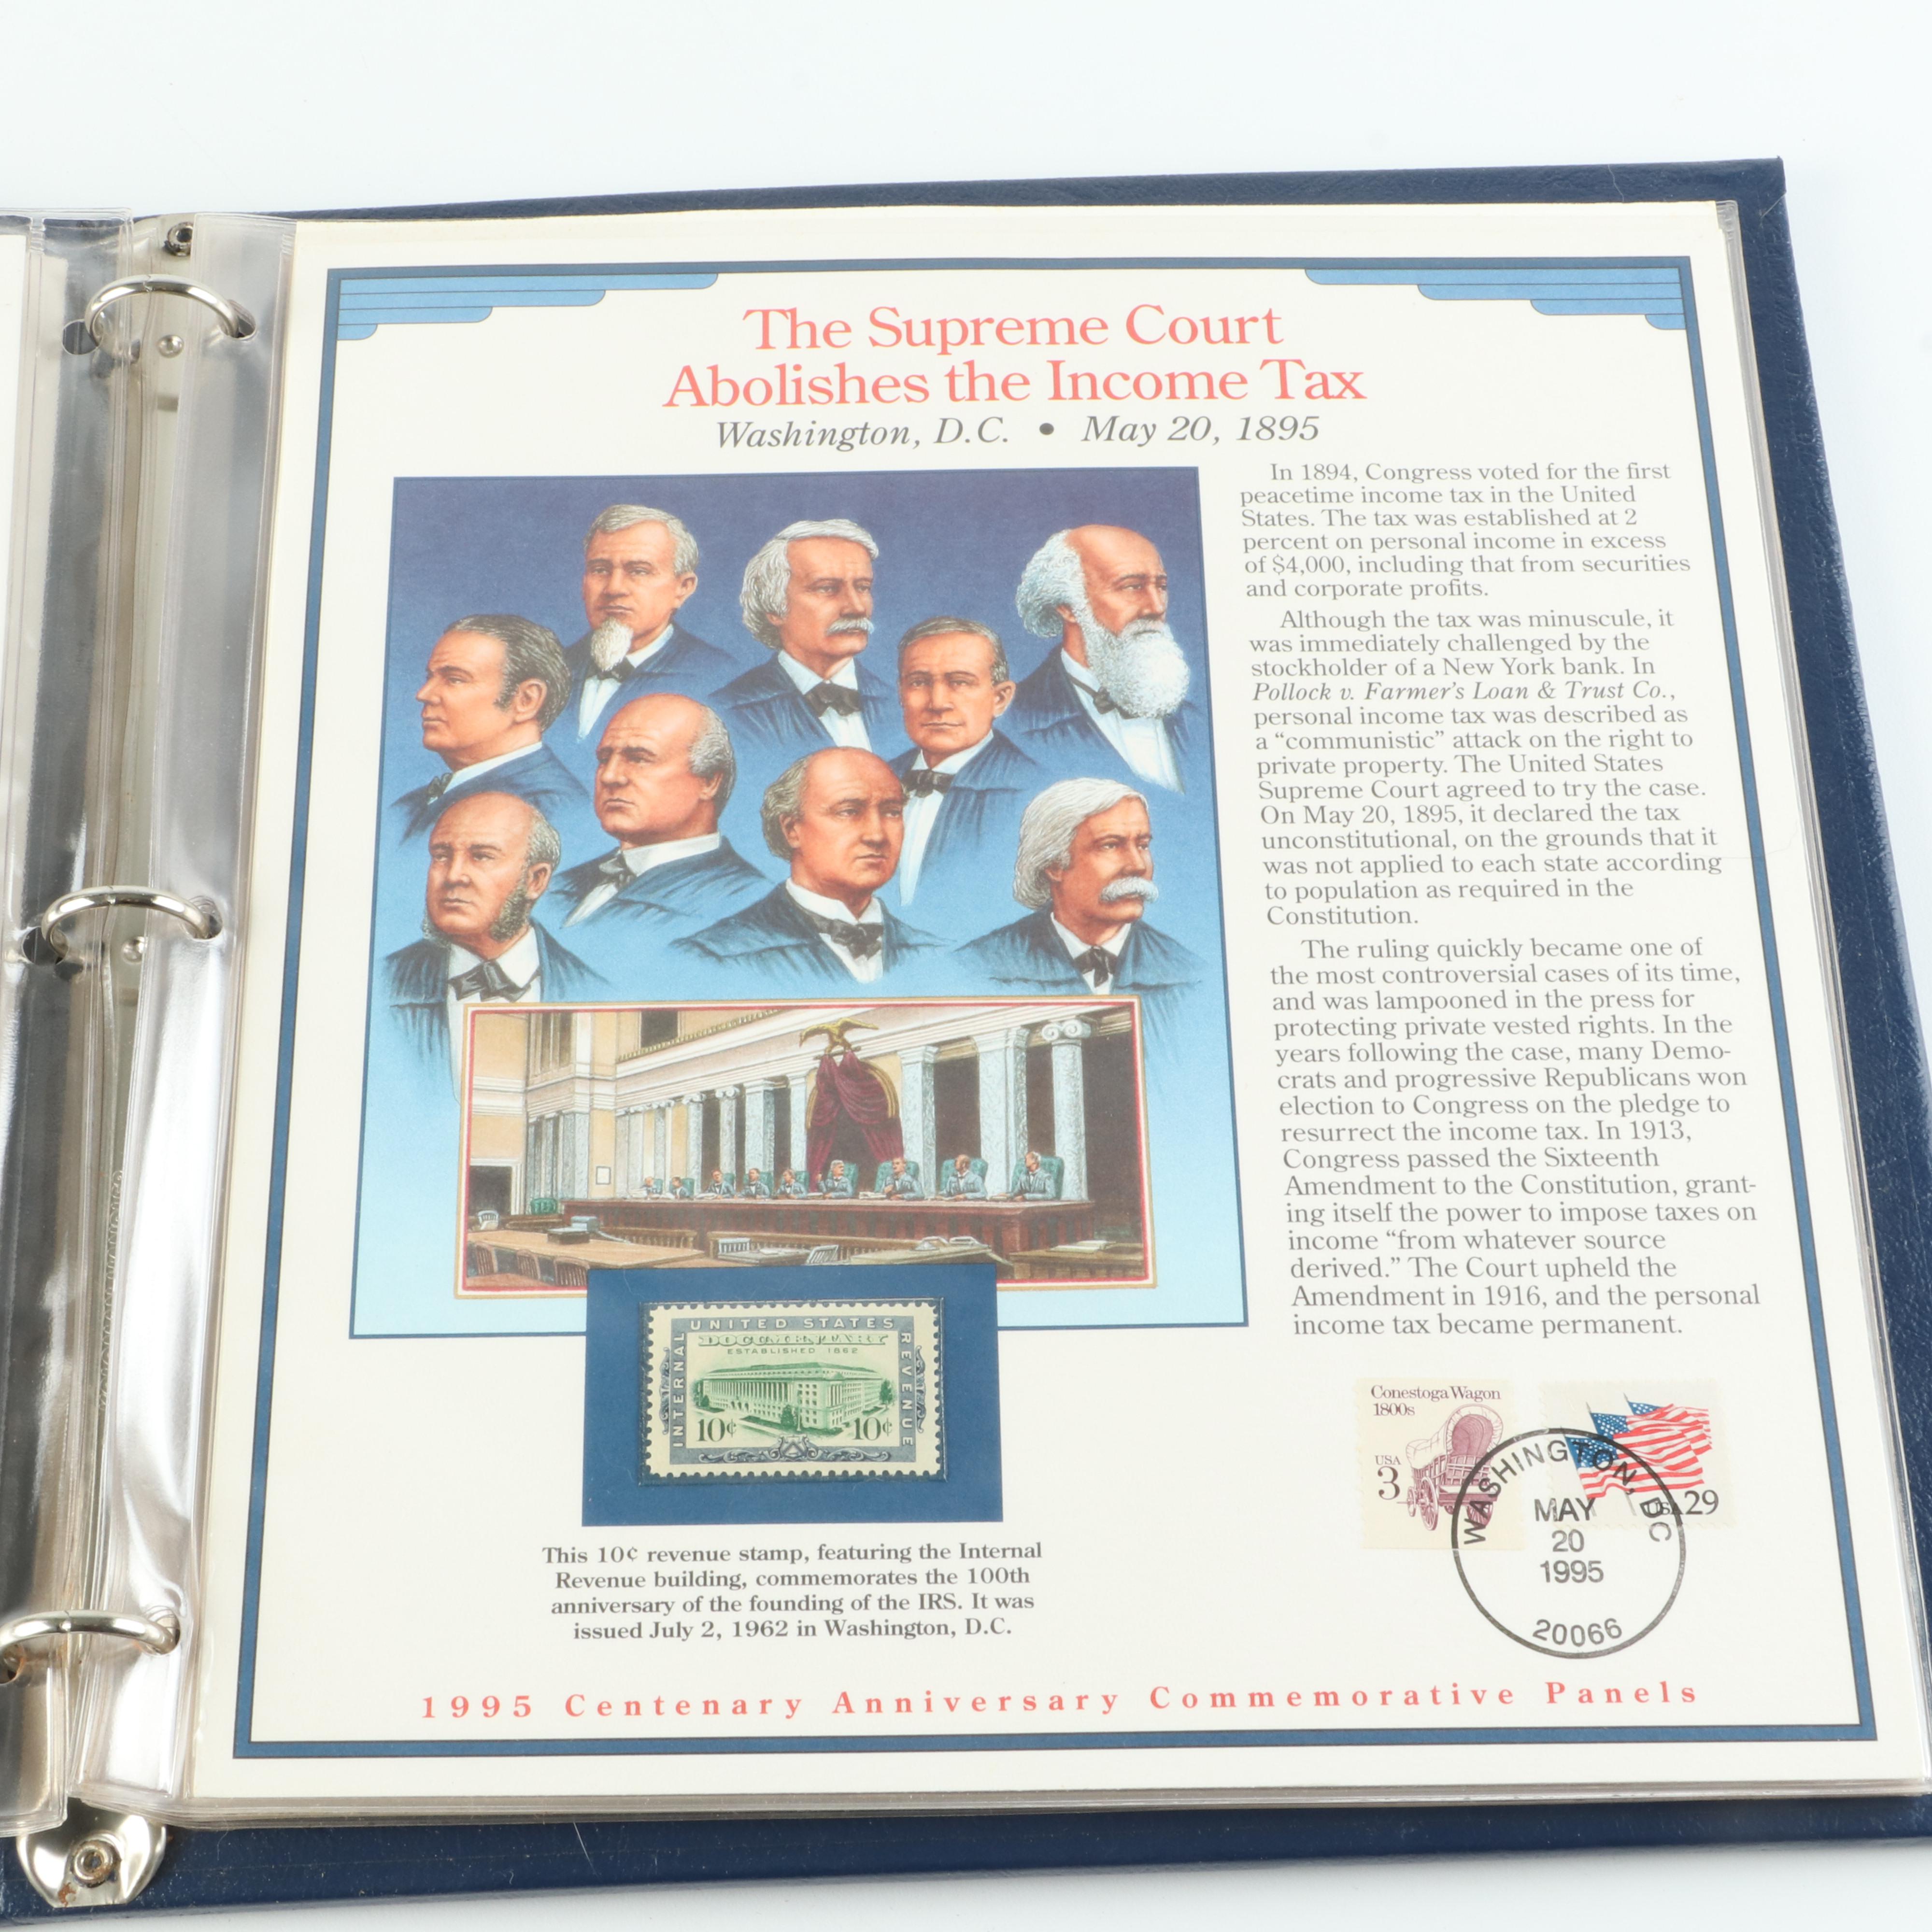 The Supreme Court
Abolishes the Income Tax
Washington, D.C. • May 20, 1895
In 1894, Congress voted for the first
peacetime income tax in the United
States. The tax was established at 2
percent on personal income in excess
of $4,000, including that from securities
and corporate profits.
Although the tax was minuscule, it
was immediately challenged by the
stockholder of a New York bank. In
Pollock v. Farmer's Loan & Trust Co.,
personal income tax was described as
a “communistic” attack on the right to
private property. The United States
Supreme Court agreed to try the case.
On May 20, 1895, it declared the tax
unconstitutional, on the grounds that it
was not applied to each state according
to population as required in the
Constitution.
The ruling quickly became one of
the most controversial cases of its time,
and was lampooned in the press for
protecting private vested rights. In the
years following the case, many Demo-
crats and progressive Republicans won
election to Congress on the pledge to
resurrect the income tax. In 1913,
Congress passed the Sixteenth
Amendment to the Constitution, grant-
ing itself the power to impose taxes on
income “from whatever source
derived.” The Court upheld the
Amendment in 1916, and the personal
income tax became permanent.
UNITED STATES
DOCUMENTARY
ESTABLISHED 1862
INTERNAL
REVENUE
10¢ 10¢
This 10¢ revenue stamp, featuring the Internal
Revenue building, commemorates the 100th
anniversary of the founding of the IRS. It was
issued July 2, 1962 in Washington, D.C.
Conestoga Wagon
1800s
USA
3
USA 29
WASHINGTON, DC
MAY
20
1995
20066
1995 Centenary Anniversary Commemorative Panels